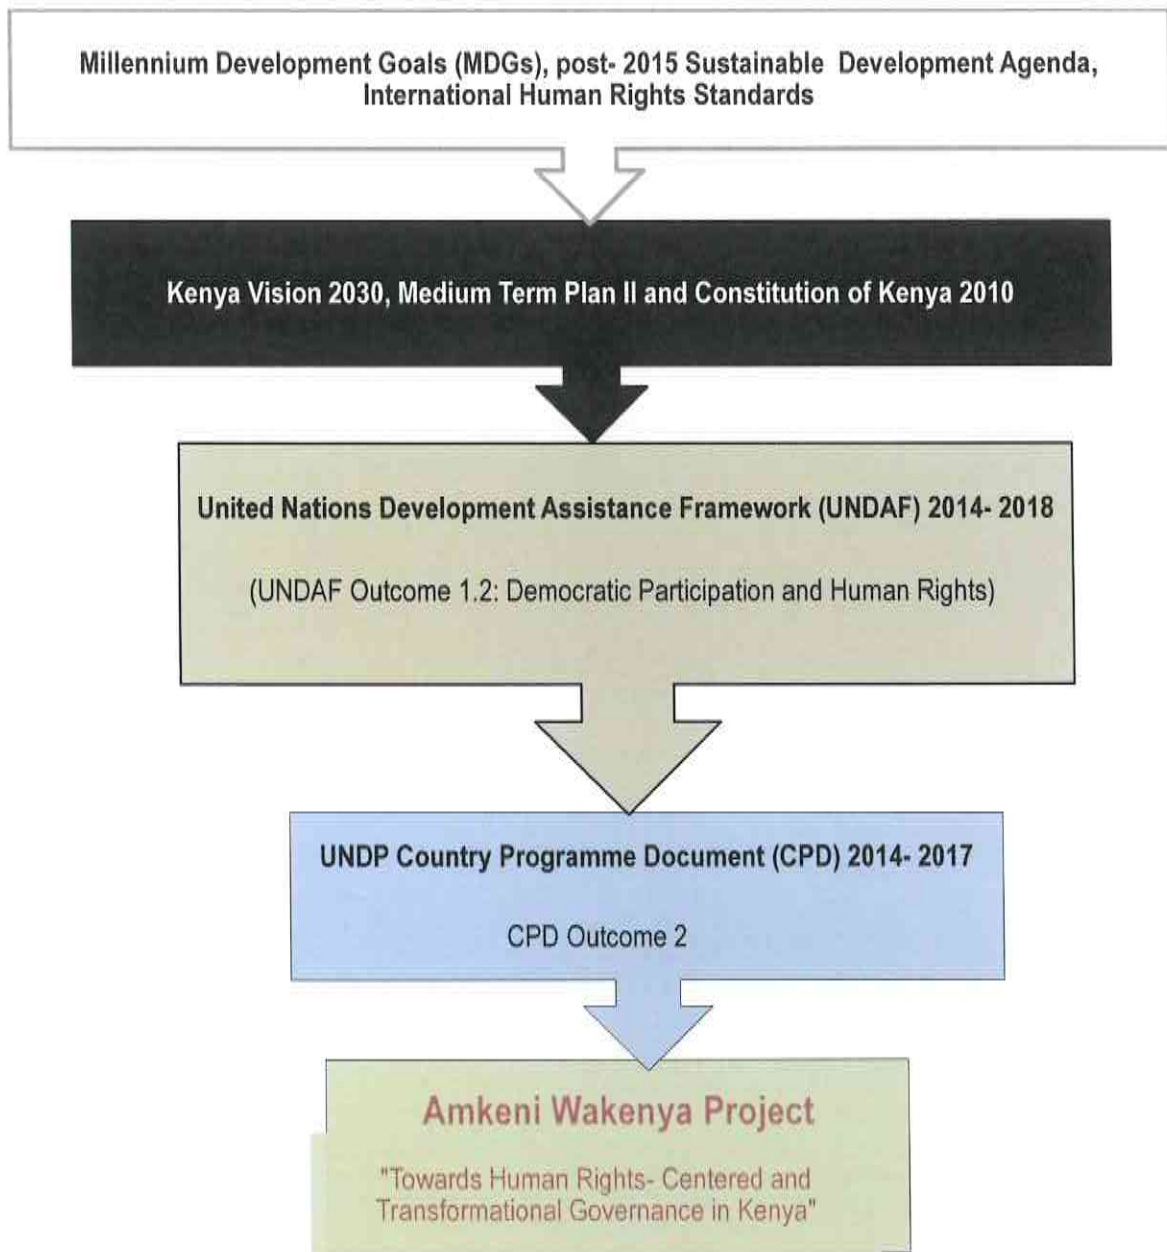 Millennium Development Goals (MDGs), post- 2015 Sustainable Development Agenda,
International Human Rights Standards
Kenya Vision 2030, Medium Term Plan II and Constitution of Kenya 2010
United Nations Development Assistance Framework (UNDAF) 2014- 2018
(UNDAF Outcome 1.2: Democratic Participation and Human Rights)
UNDP Country Programme Document (CPD) 2014- 2017
CPD Outcome 2
Amkeni Wakenya Project
"Towards Human Rights- Centered and
Transformational Governance in Kenya"